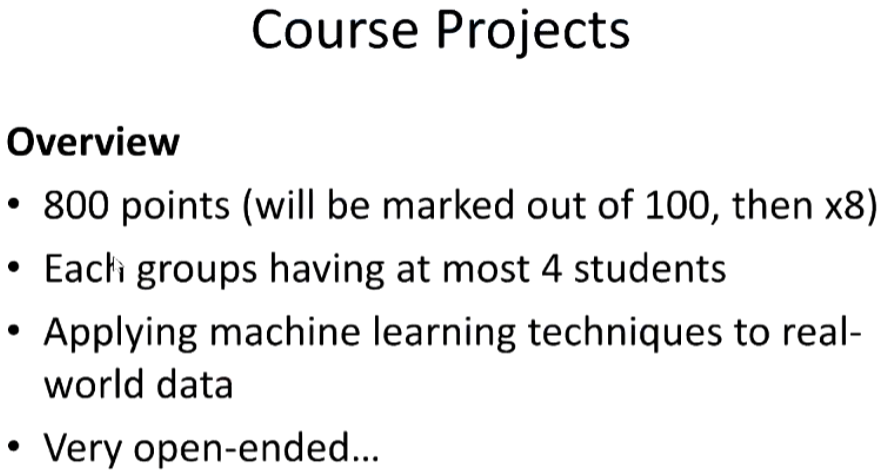 Course Projects
Overview
• 800 points (will be marked out of 100, then x8)
• Each groups having at most 4 students
• Applying machine learning techniques to real-
world data
• Very open-ended...